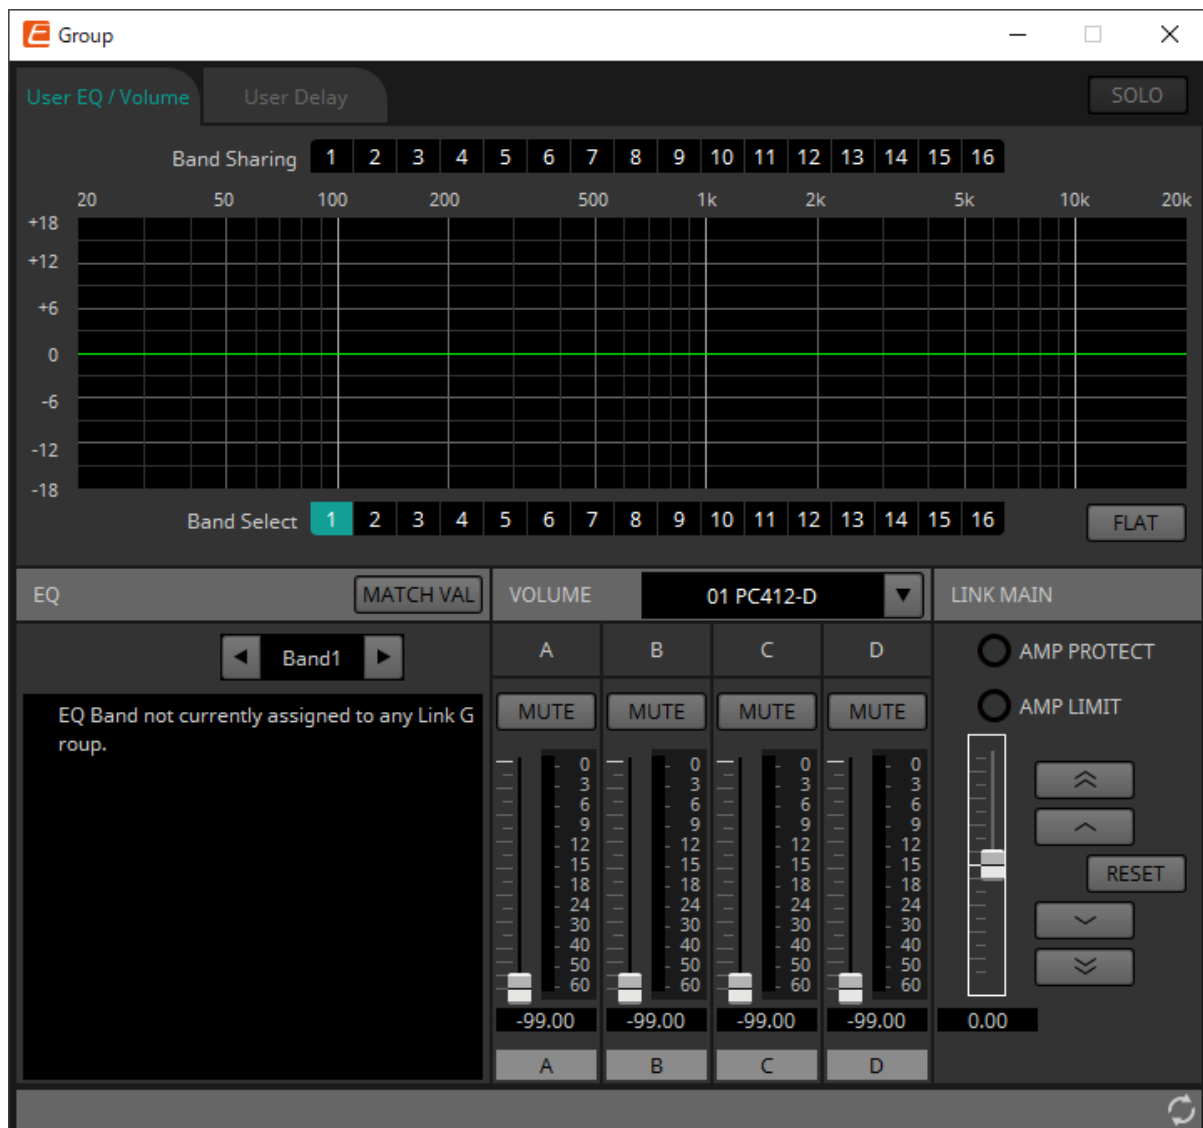 Group
User EQ / Volume User Delay SOLO
Band Sharing 1 2 3 4 5 6 7 8 9 10 11 12 13 14 15 16
20 50 100 200 500 1k 2k 5k 10k 20k
+18
+12
+6
0
-6
-12
-18
Band Select 1 2 3 4 5 6 7 8 9 10 11 12 13 14 15 16 FLAT
EQ MATCH VAL VOLUME 01 PC412-D LINK MAIN
Band1 A B C D AMP PROTECT
EQ Band not currently assigned to any Link G
roup.
MUTE MUTE MUTE MUTE AMP LIMIT
0 0 0 0
3 3 3 3
6 6 6 6
9 9 9 9
12 12 12 12
15 15 15 15 RESET
18 18 18 18
24 24 24 24
30 30 30 30
40 40 40 40
50 50 50 50
60 60 60 60
-99.00 -99.00 -99.00 -99.00 0.00
A B C D